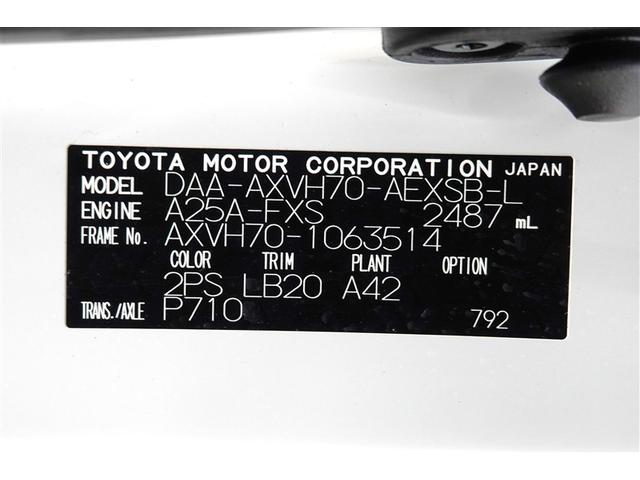 TOYOTA MOTOR CORPORATION JAPAN
MODEL DAA-AXVH70-AEXSB-L
ENGINE A25A-FXS 2487 mL
FRAME No. AXVH70-1063514
COLOR TRIM PLANT OPTION
2PS LB20 A42
TRANS./AXLE P710 792